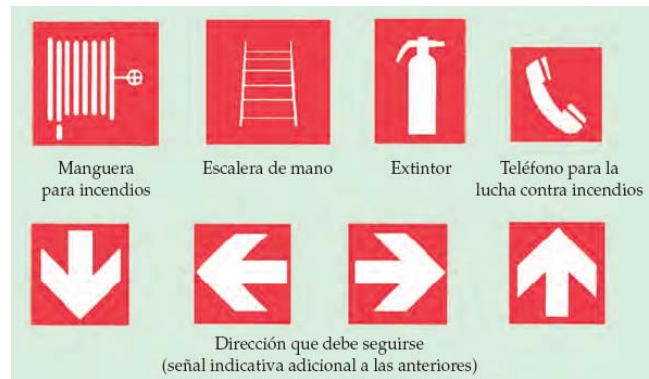 Manguera
para incendios
Escalera de mano
Extintor
Teléfono para la
lucha contra incendios
Dirección que debe seguirse
(señal indicativa adicional a las anteriores)